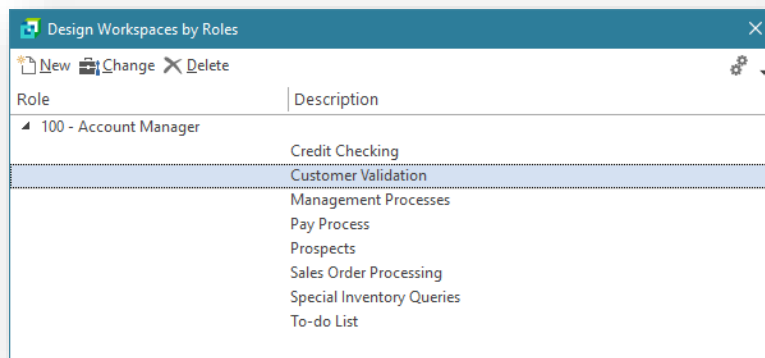 Design Workspaces by Roles
New Change Delete
Role Description
100 - Account Manager
Credit Checking
Customer Validation
Management Processes
Pay Process
Prospects
Sales Order Processing
Special Inventory Queries
To-do List